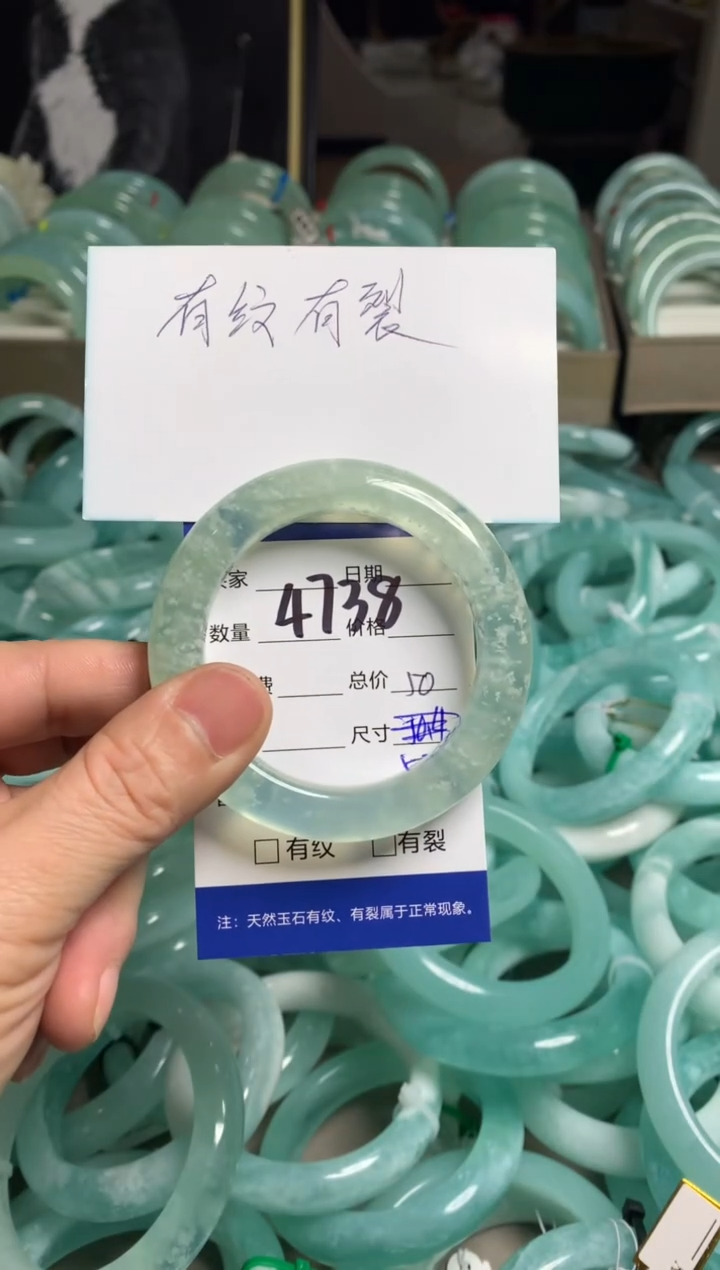 有纹有裂
家 日期
4738
数量 价格
费 总价 50
尺寸
有纹 有裂
注：天然玉石有纹、有裂属于正常现象。